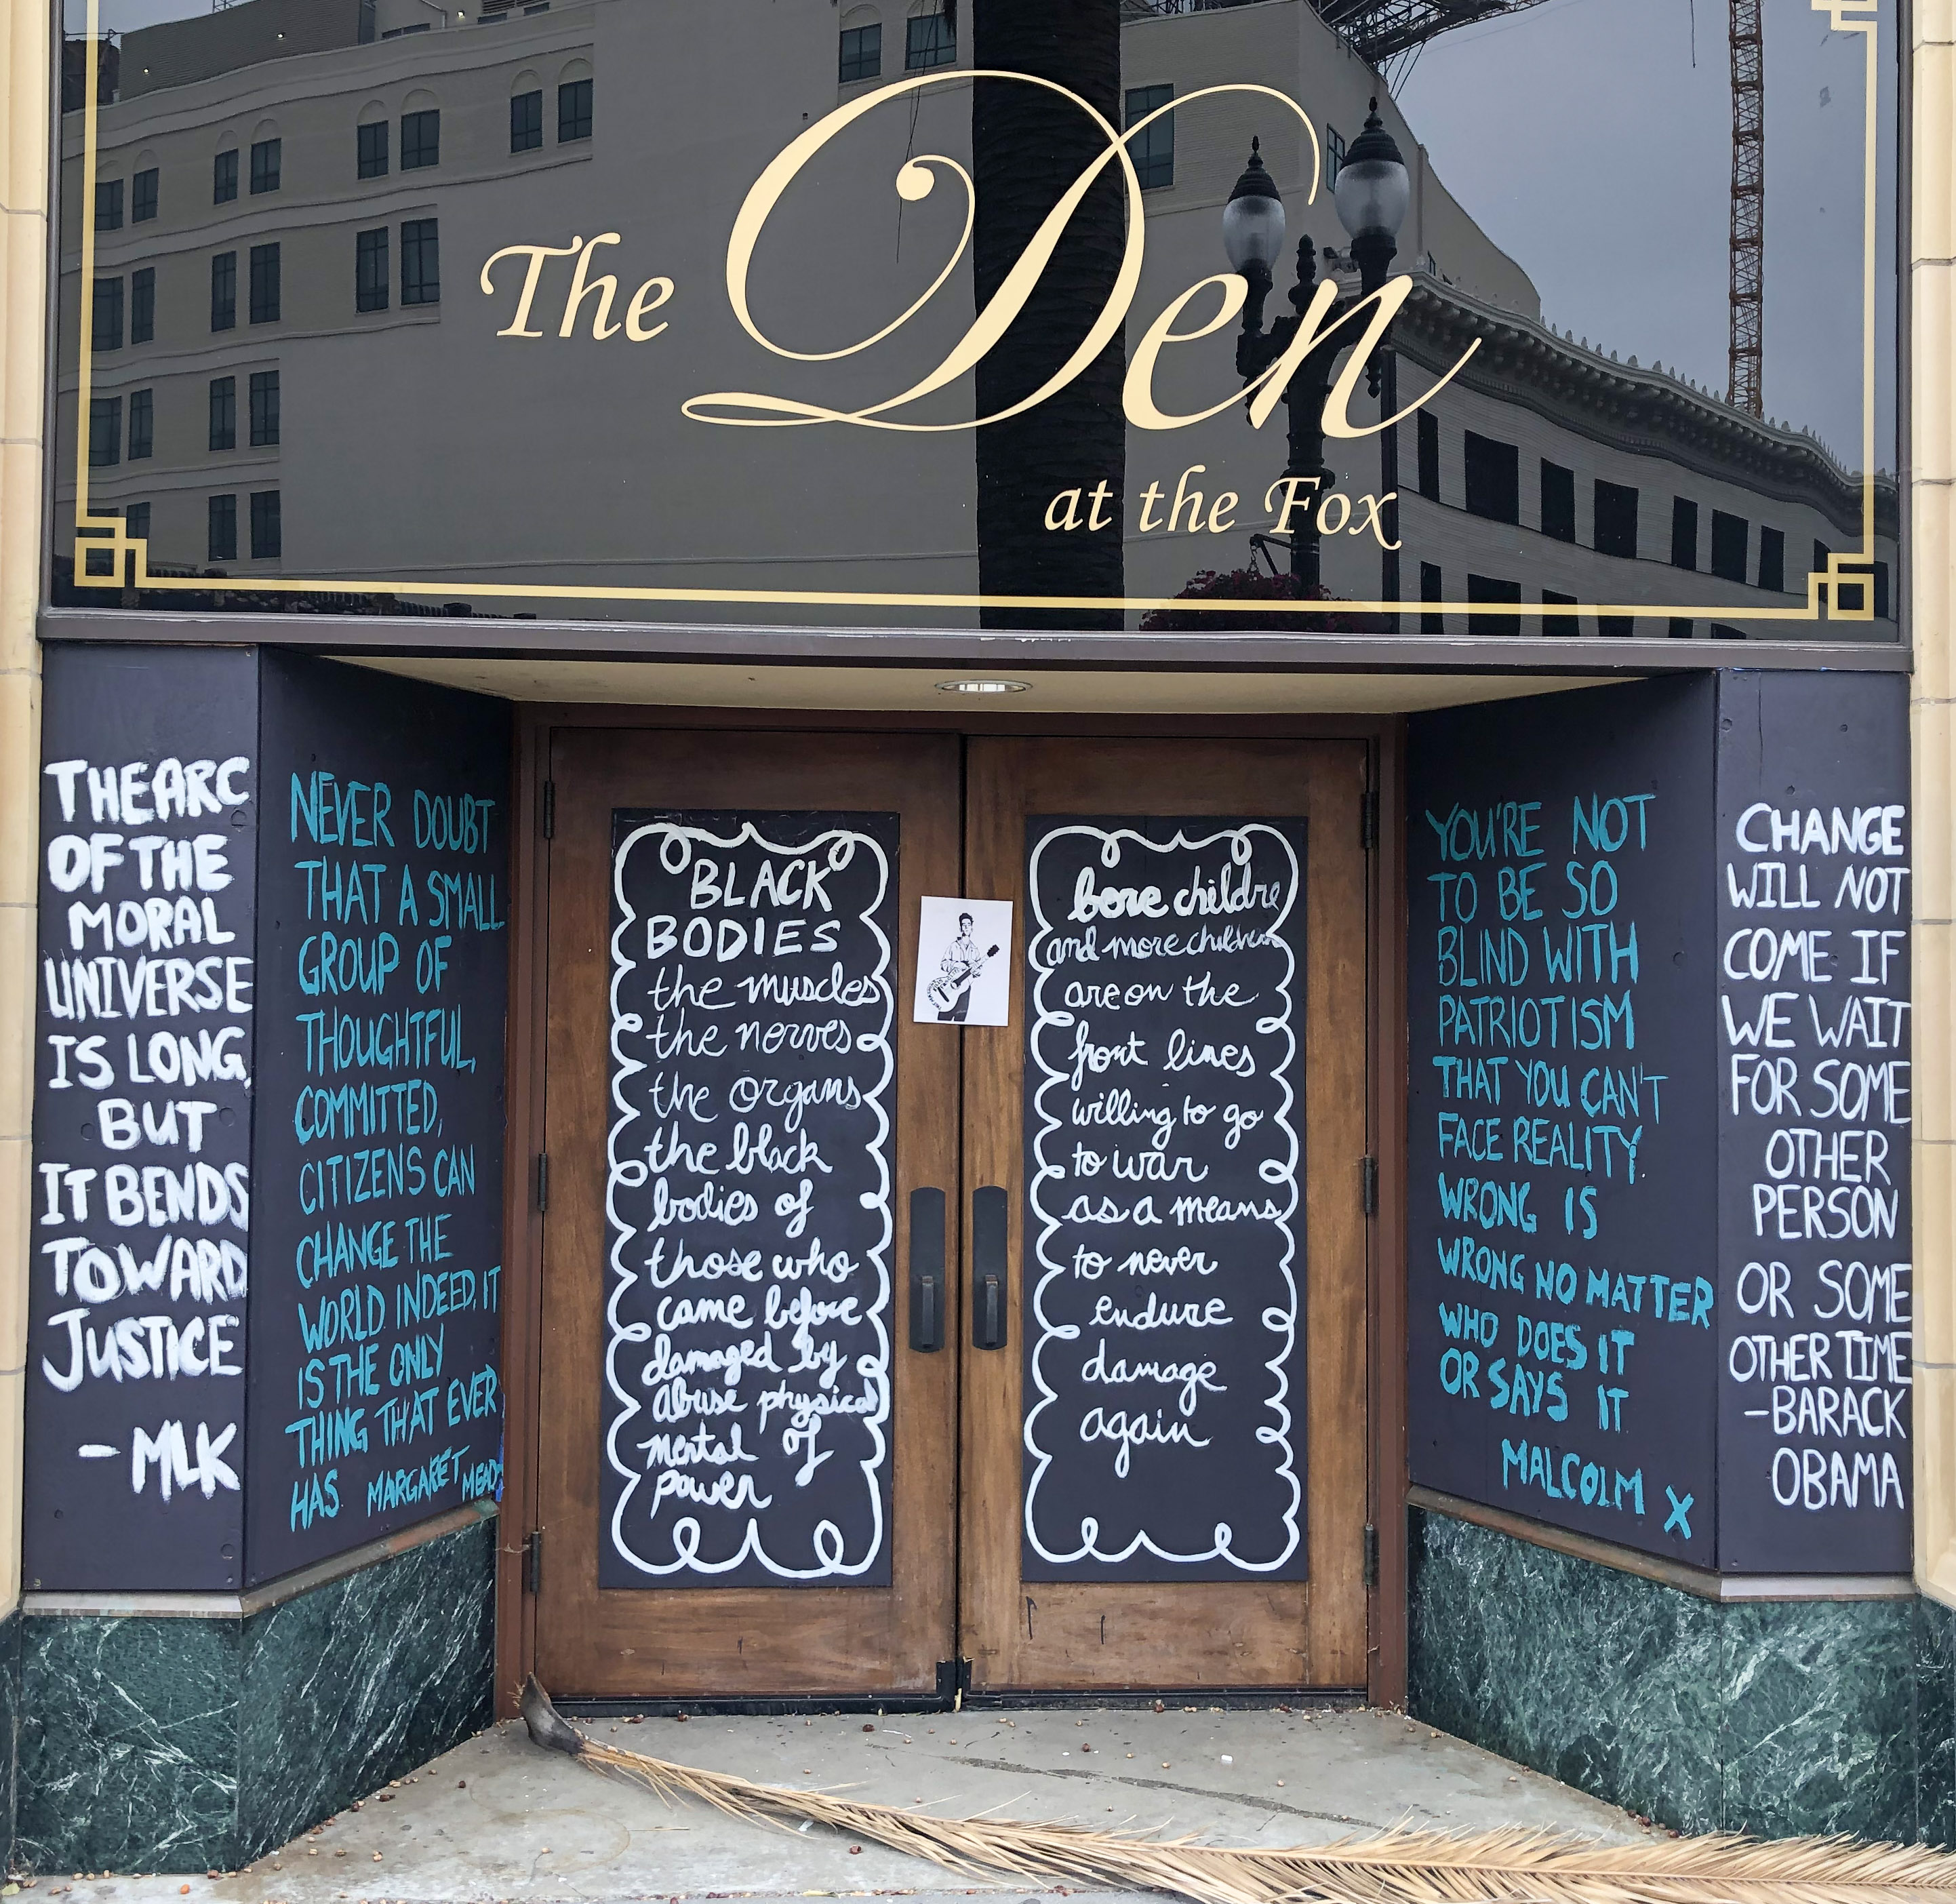 The Den
at the Fox
THE ARC
OF THE
MORAL
UNIVERSE
IS LONG,
BUT
IT BENDS
TOWARD
JUSTICE
- MLK
NEVER DOUBT
THAT A SMALL
GROUP OF
THOUGHTFUL,
COMMITTED,
CITIZENS CAN
CHANGE THE
WORLD INDEED, IT
IS THE ONLY
THING THAT EVER
HAS MARGARET MEAD
BLACK
BODIES
the muscles
the nerves
the organs
the black
bodies of
those who
came before
damaged by
abuse physical
mental of
power
bore childre
and more children
are on the
front lines
willing to go
to war
as a means
to never
endure
damage
again
YOU'RE NOT
TO BE SO
BLIND WITH
PATRIOTISM
THAT YOU CAN'T
FACE REALITY.
WRONG IS
WRONG NO MATTER
WHO DOES IT
OR SAYS IT
MALCOLM X
CHANGE
WILL NOT
COME IF
WE WAIT
FOR SOME
OTHER
PERSON
OR SOME
OTHER TIME
-BARACK
OBAMA